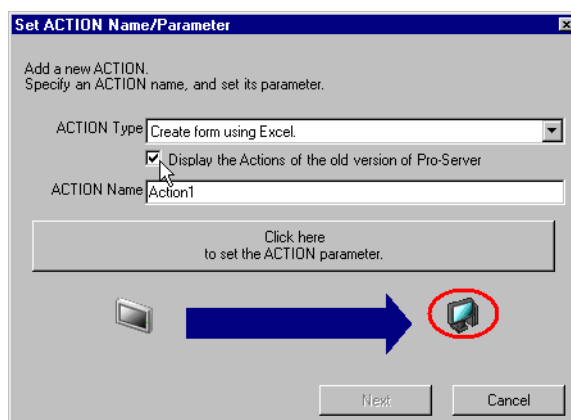 Set ACTION Name/Parameter
Add a new ACTION.
Specify an ACTION name, and set its parameter.
ACTION Type Create form using Excel.
Display the Actions of the old version of Pro-Server
ACTION Name Action1
Click here
to set the ACTION parameter.
Next Cancel